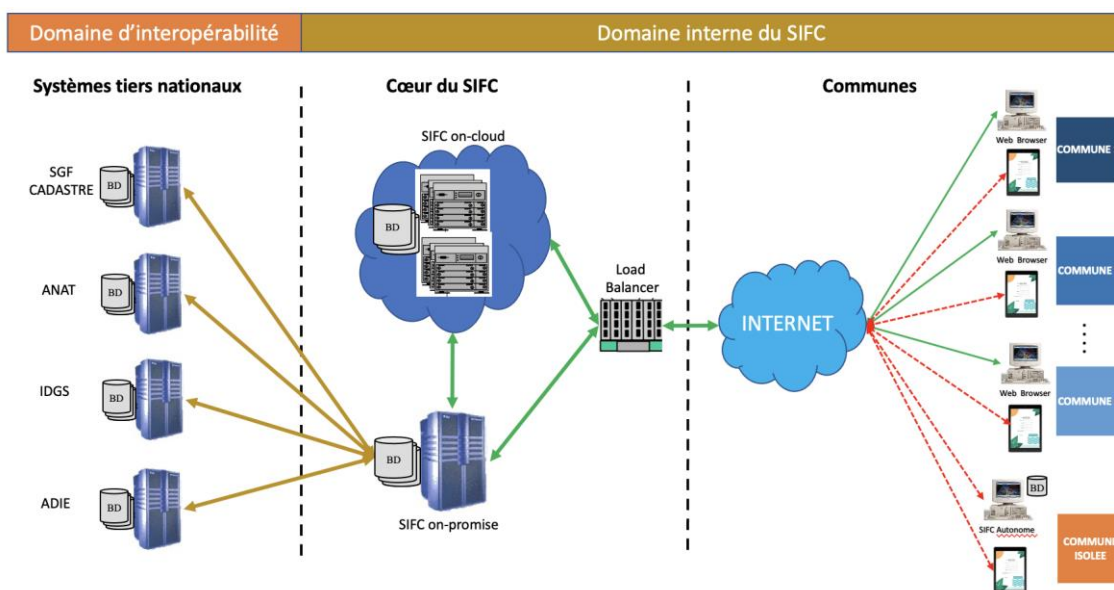 Domaine d'interopérabilité
Domaine interne du SIFC
Systèmes tiers nationaux
Cœur du SIFC
Communes
SIFC on-cloud
SGF
CADASTRE
BD
ANAT
BD
IDGS
BD
ADIE
BD
BD
BD
SIFC on-promise
Load
Balancer
INTERNET
Web Browser
COMMUNE
Web Browser
COMMUNE
Web Browser
COMMUNE
BD
SIFC Autonome
COMMUN
ISOLEE